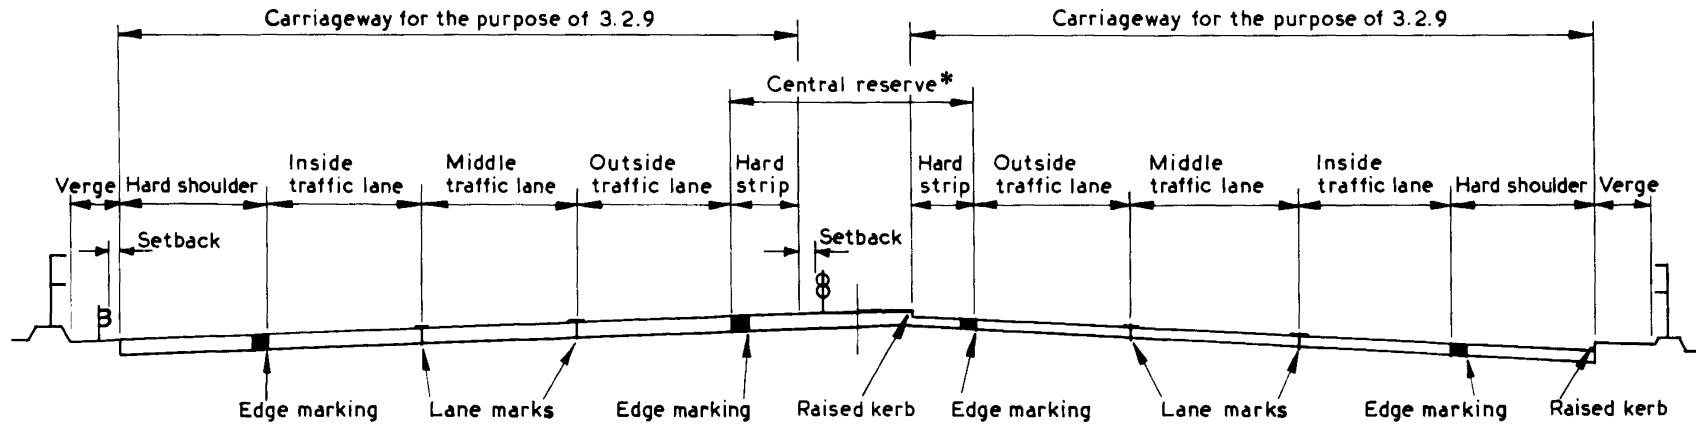 Carriageway for the purpose of 3.2.9
Carriageway for the purpose of 3.2.9
Central reserve*
Verge
Hard shoulder
Inside
traffic lane
Middle
traffic lane
Outside
traffic lane
Hard
strip
Hard
strip
Outside
traffic lane
Middle
traffic lane
Inside
traffic lane
Hard shoulder
Verge
Setback
Setback
Edge marking
Lane marks
Edge marking
Raised kerb
Edge marking
Lane marks
Edge marking
Raised kerb